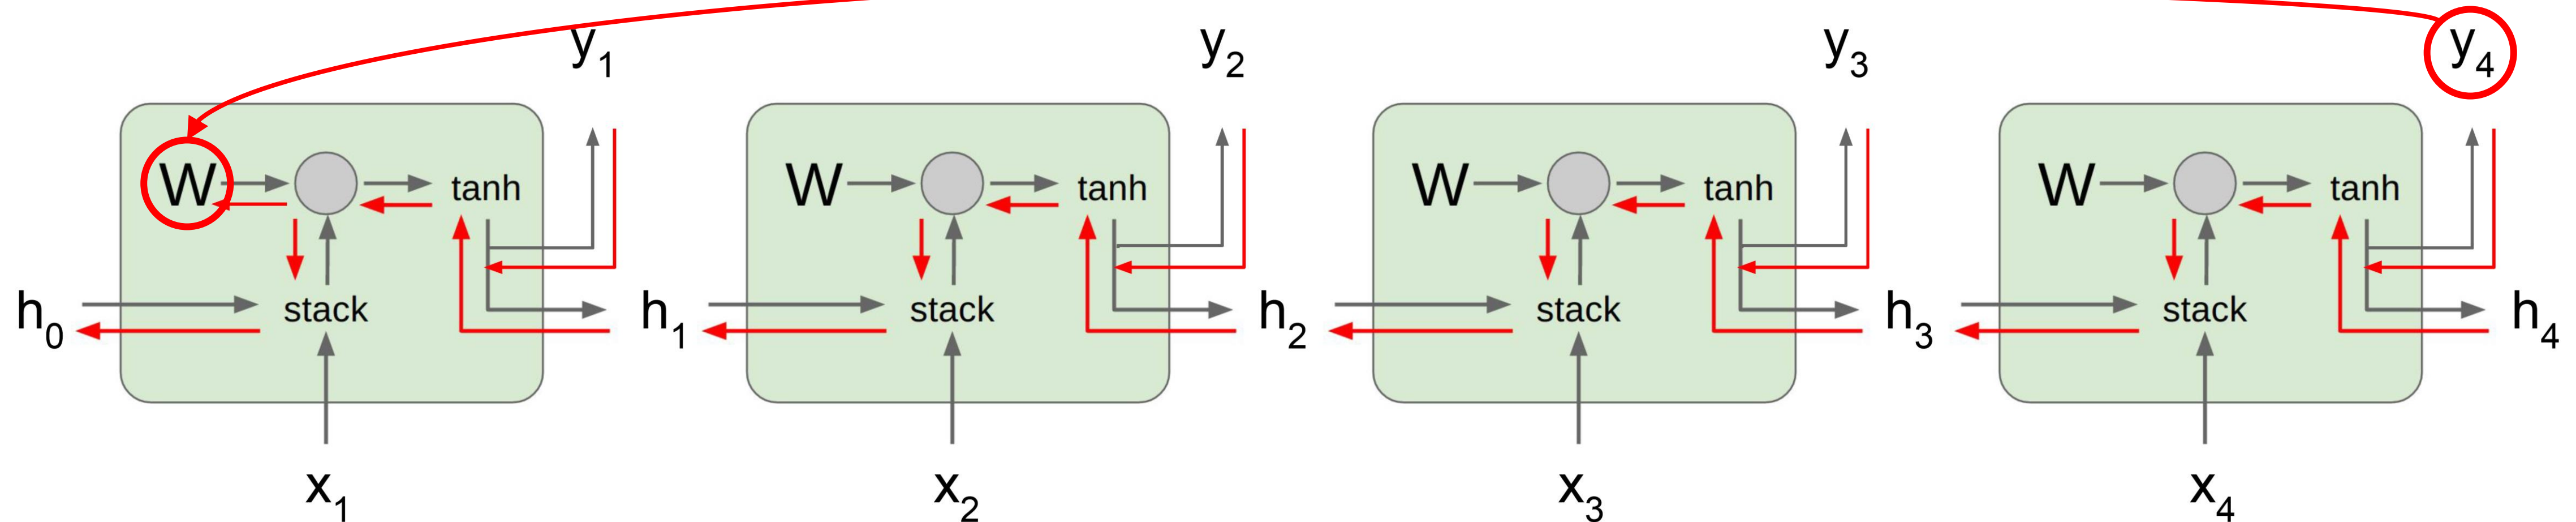 y1 y2 y3 y4
W tanh W tanh W tanh W tanh
h0 stack h1 stack h2 stack h3 stack h4
x1 x2 x3 x4